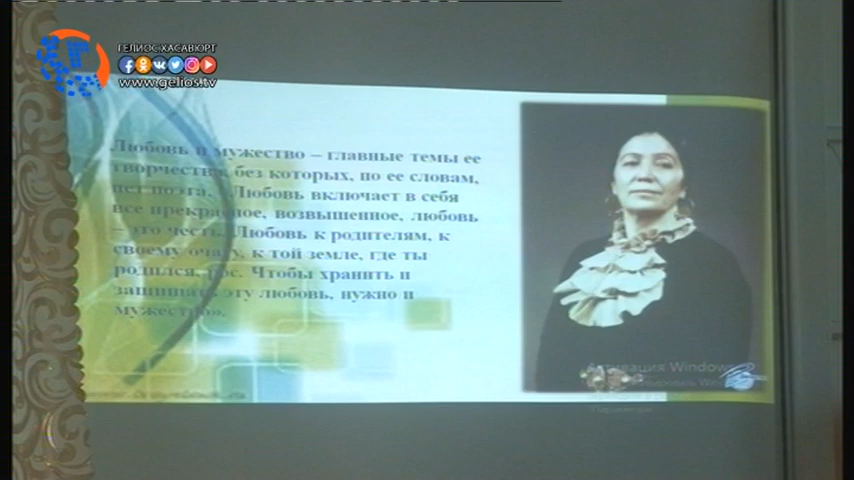 ГЕЛИОС ХАСАВЮРТ
www.gelios.tv
Любовь и мужество – главные темы ее
творчества, без которых, по ее словам,
нет поэта. «Любовь включает в себя
все прекрасное, возвышенное, любовь
– это честь. Любовь к родителям, к
своему очагу, к той земле, где ты
родился, рос. Чтобы хранить и
защищать эту любовь, нужно и
мужество».
Активация Windows